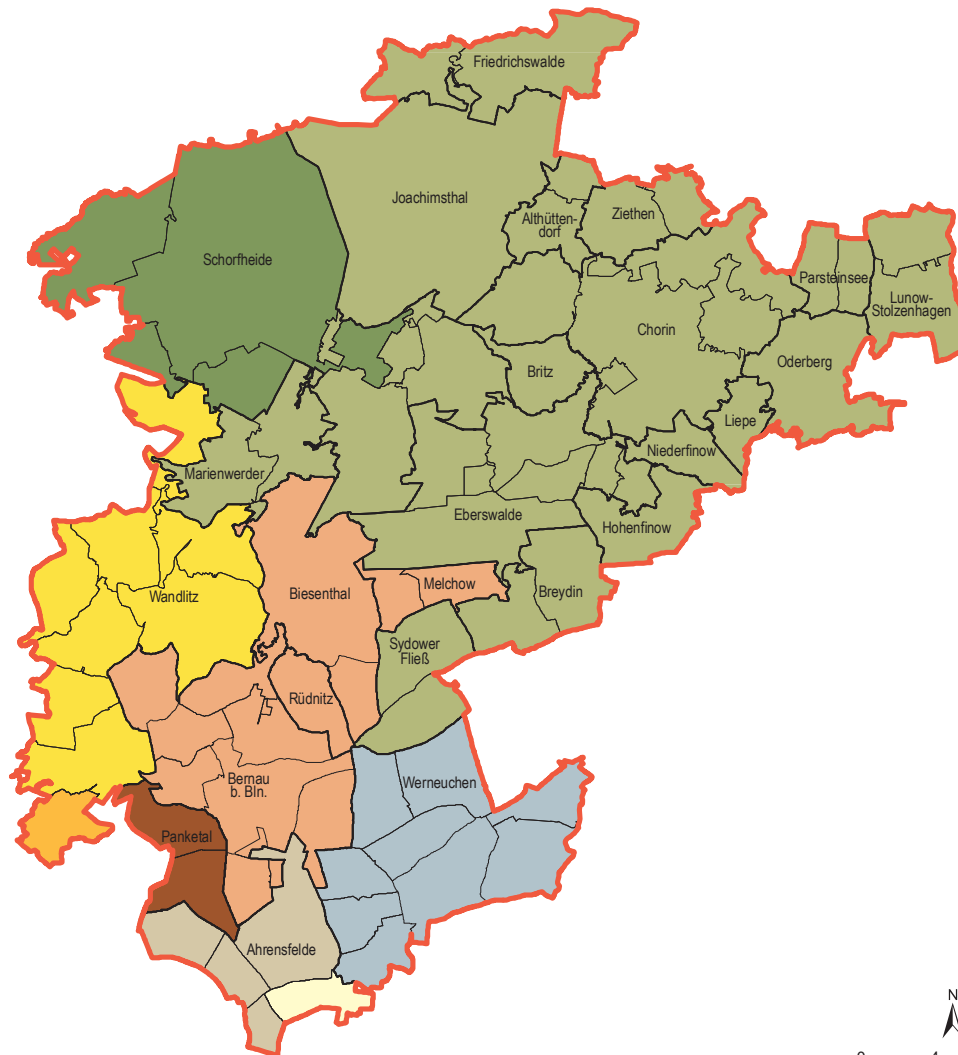 Friedrichswalde
Joachimsthal
Althütten-
dorf
Ziethen
Schorfheide
Parsteinsee
Lunow-
Stolzenhagen
Chorin
Oderberg
Britz
Liepe
Niederfinow
Marienwerder
Eberswalde
Hohenfinow
Wandlitz
Biesenthal
Melchow
Breydin
Sydower
Fließ
Rüdnitz
Bernau
b. Bln.
Werneuchen
Panketal
Ahrensfelde
N